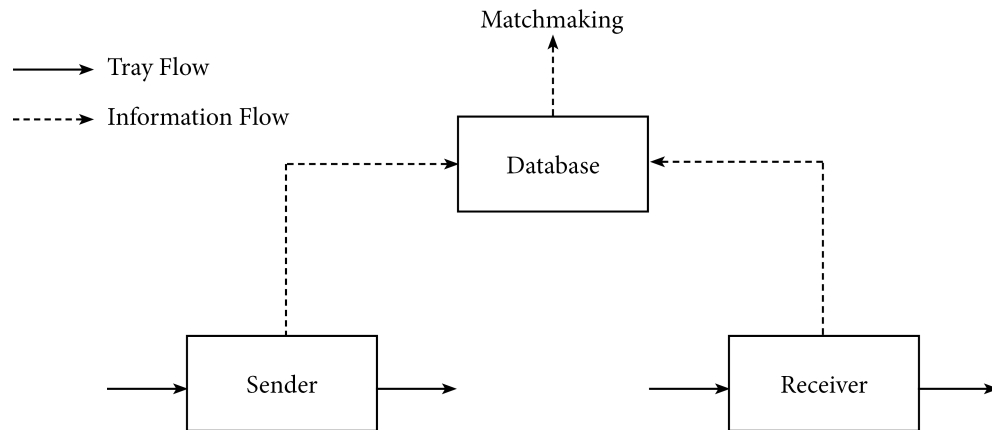 Matchmaking
Tray Flow
Information Flow
Database
Sender
Receiver